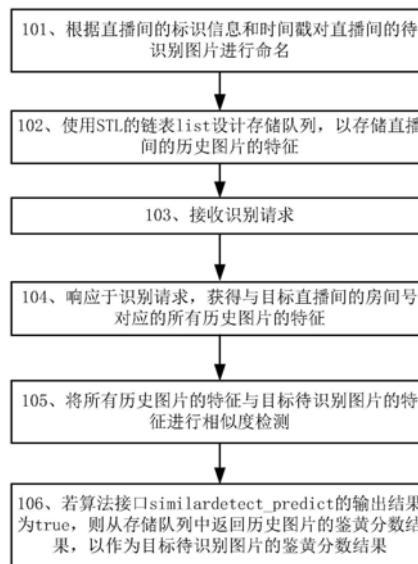 101、根据直播间的标识信息和时间戳对直播间的待
识别图片进行命名
102、使用STL的链表list设计存储队列，以存储直播
间的历史图片的特征
103、接收识别请求
104、响应于识别请求，获得与目标直播间的房间号
对应的所有历史图片的特征
105、将所有历史图片的特征与目标待识别图片的特
征进行相似度检测
106、若算法接口similardetect_predict的输出结果
为true，则从存储队列中返回历史图片的鉴黄分数结
果，以作为目标待识别图片的鉴黄分数结果